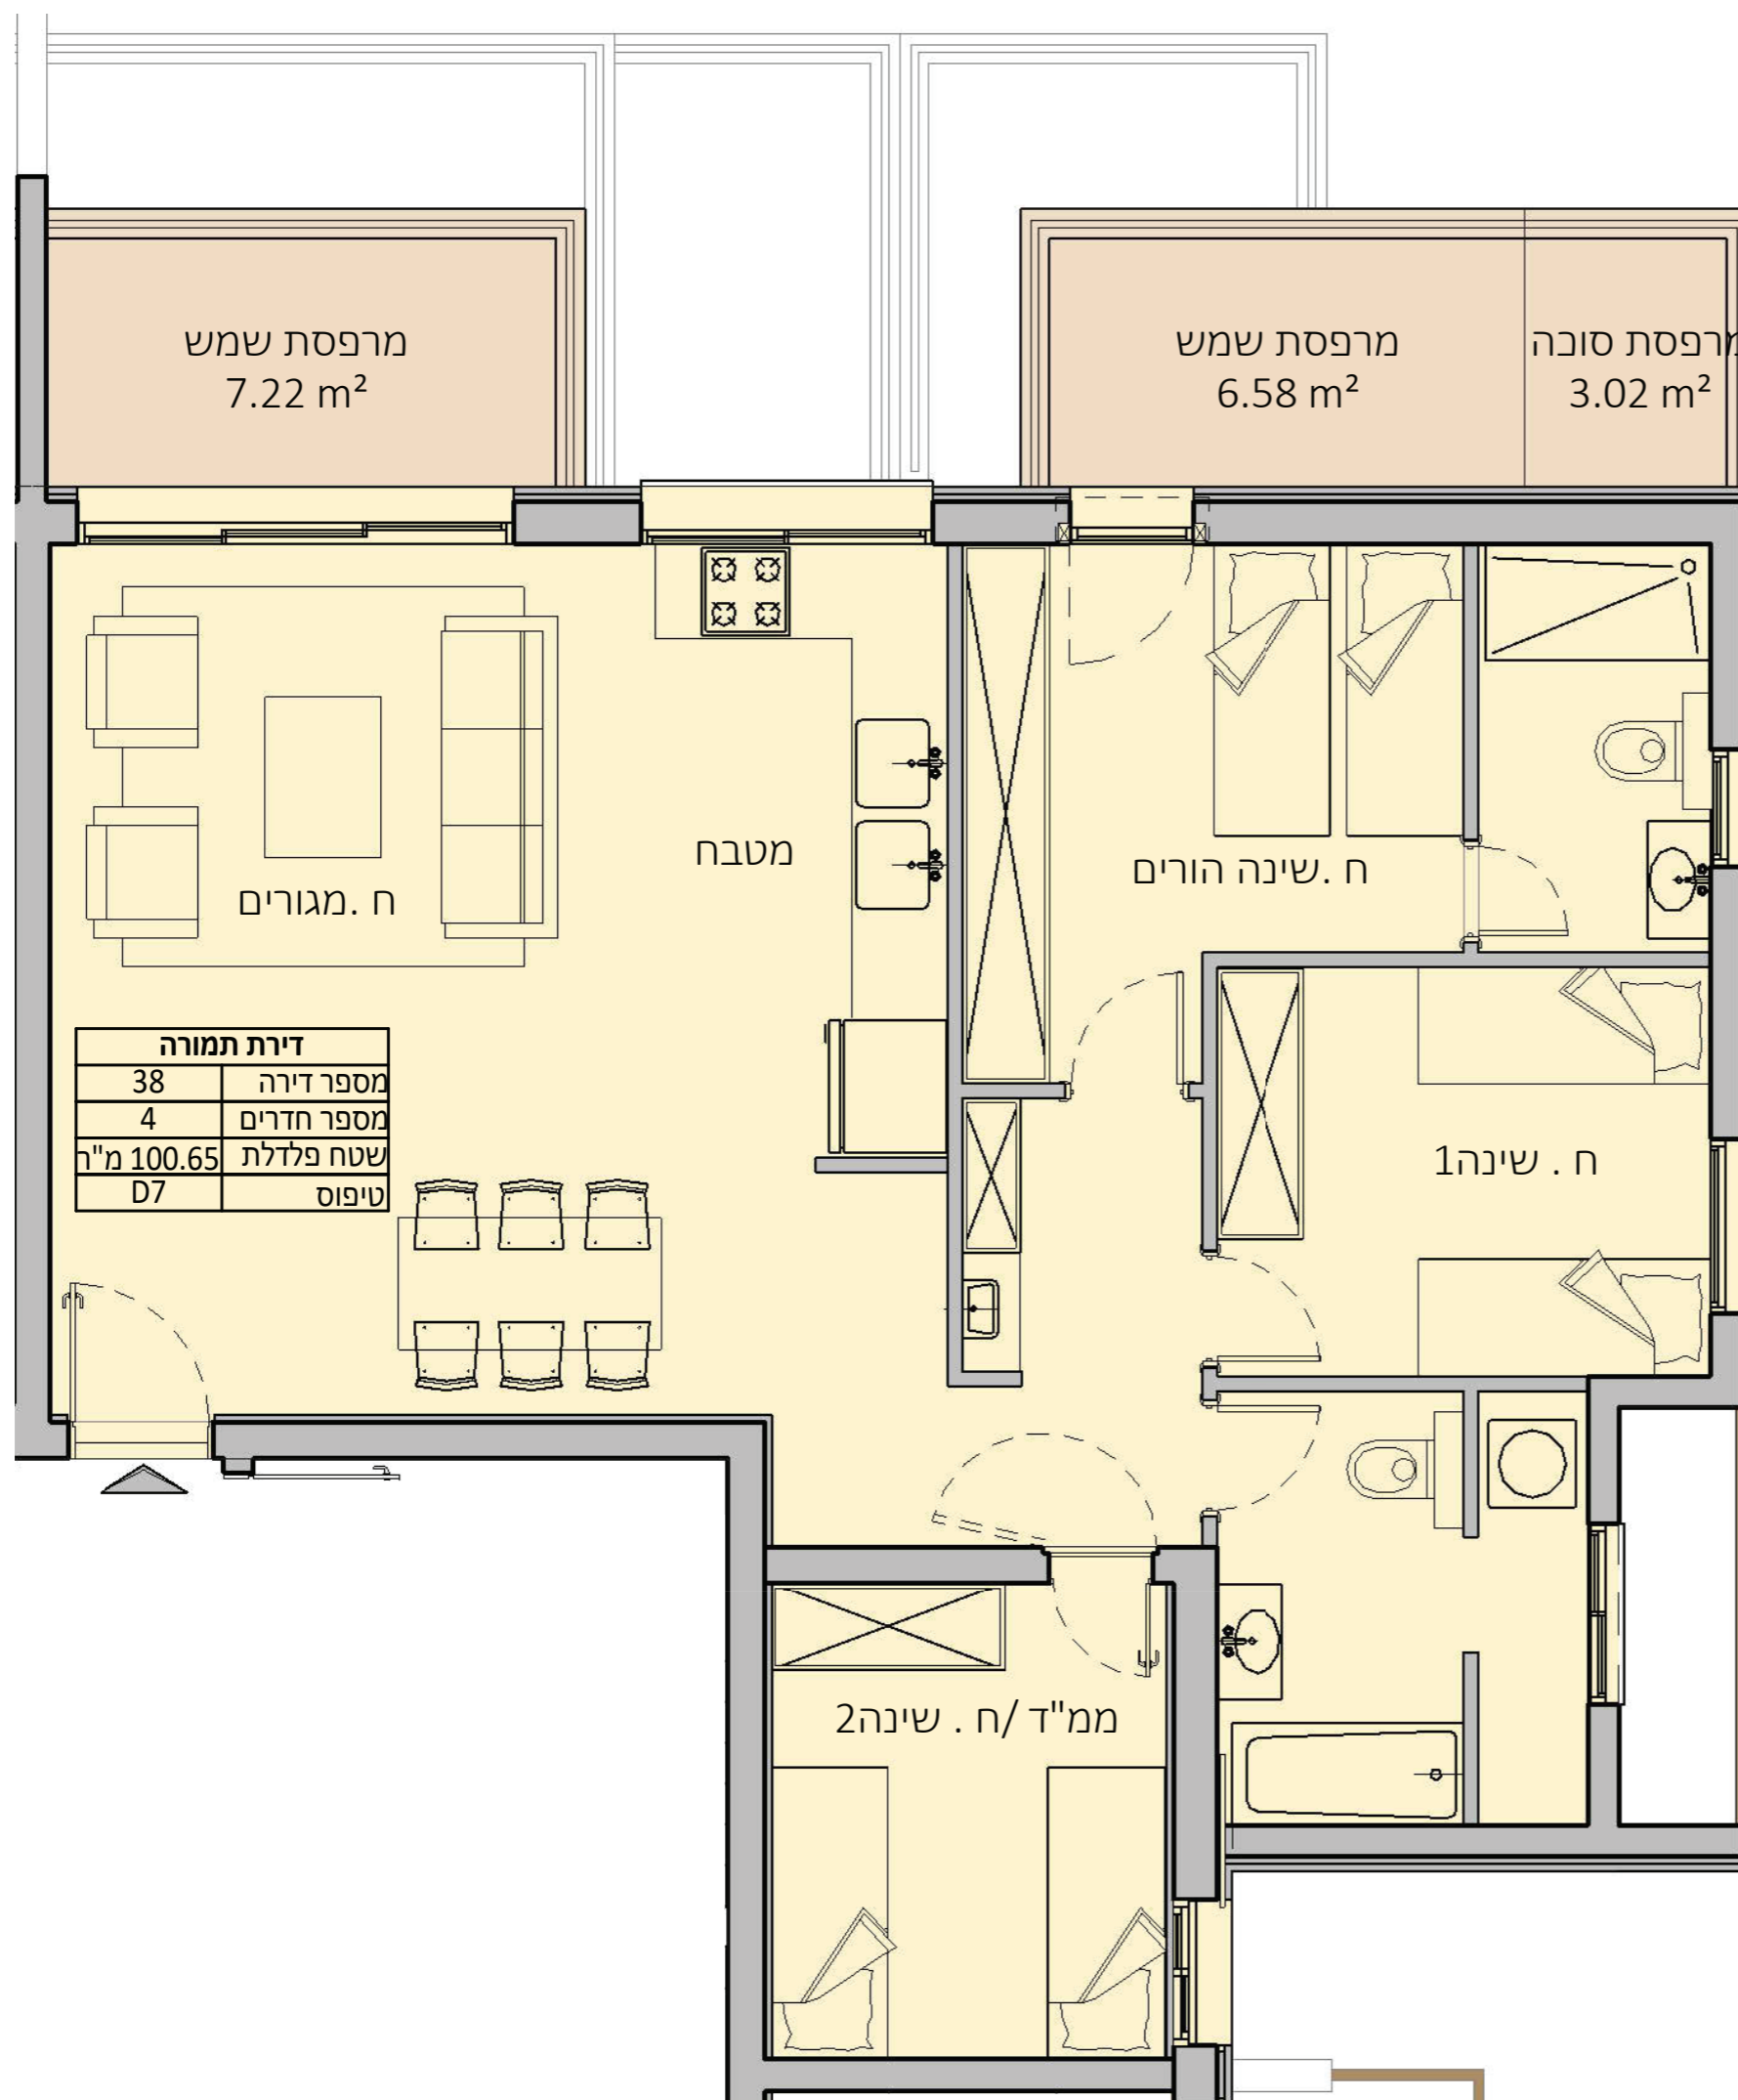 מרפסת שמש
7.22 m²
מרפסת שמש
6.58 m²
מרפסת סוכה
3.02 m²
מטבח
ח .מגורים
ח .שינה הורים
דירת תמורה
מספר דירה 38
מספר חדרים 4
שטח פלדלת 100.65 מ"ר
טיפוס D7
ח . שינה1
ממ"ד /ח . שינה2